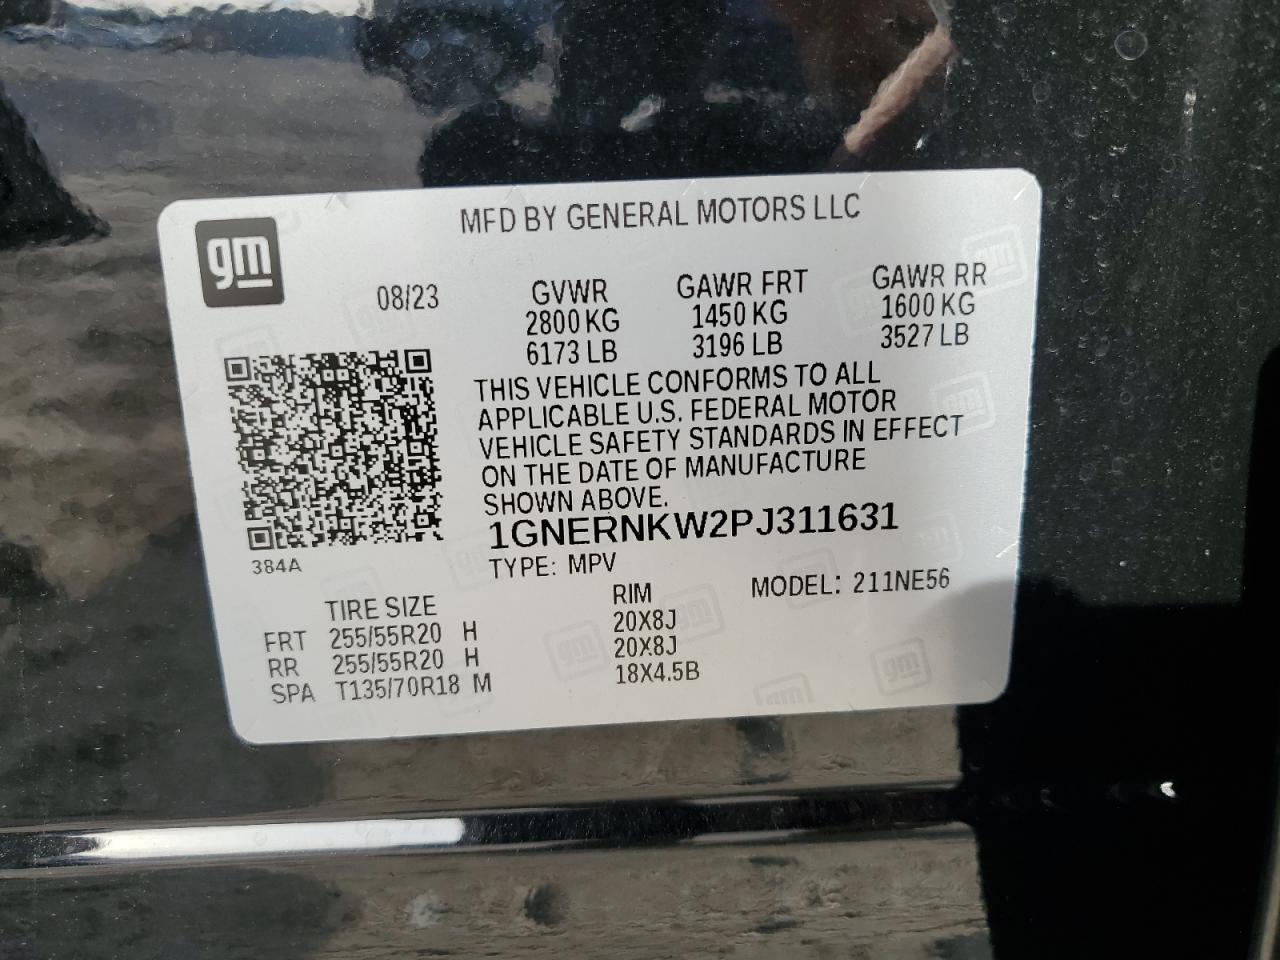 MFD BY GENERAL MOTORS LLC
gm
08/23
GVWR GAWR FRT GAWR RR
2800 KG 1450 KG 1600 KG
6173 LB 3196 LB 3527 LB
THIS VEHICLE CONFORMS TO ALL
APPLICABLE U.S. FEDERAL MOTOR
VEHICLE SAFETY STANDARDS IN EFFECT
ON THE DATE OF MANUFACTURE
SHOWN ABOVE.
1GNERNKW2PJ311631
384A
TYPE: MPV MODEL: 211NE56
TIRE SIZE RIM
FRT 255/55R20 H 20X8J
RR 255/55R20 H 20X8J
SPA T135/70R18 M 18X4.5B